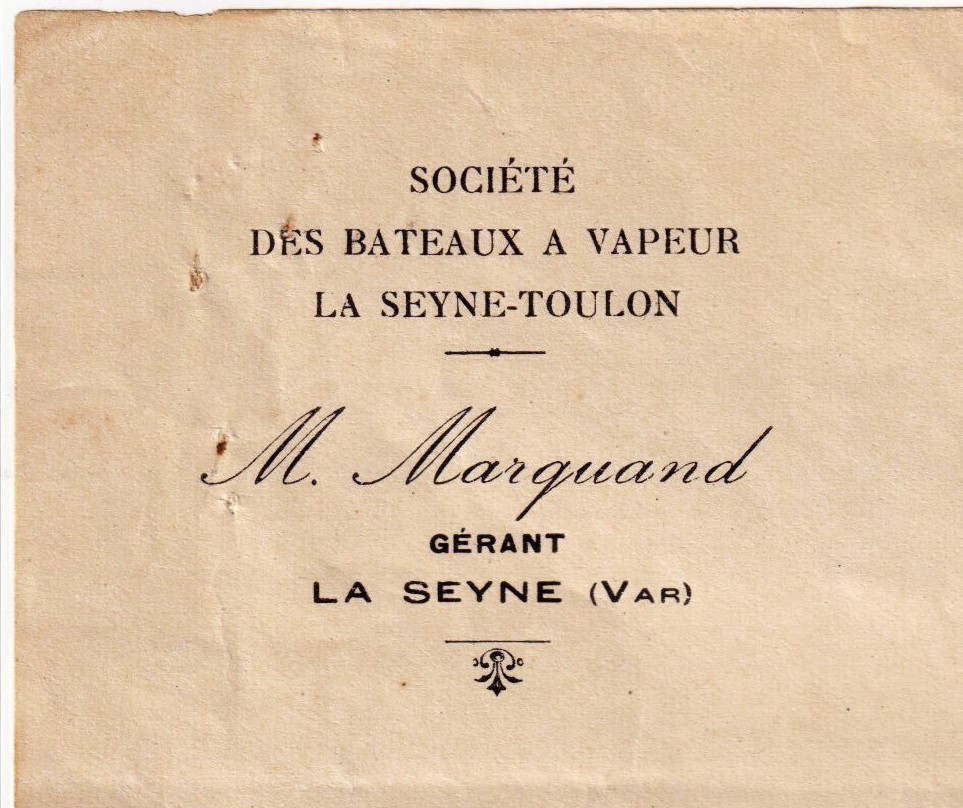 SOCIÉTÉ
DES BATEAUX A VAPEUR
LA SEYNE-TOULON
M. Marquand
GÉRANT
LA SEYNE (VAR)